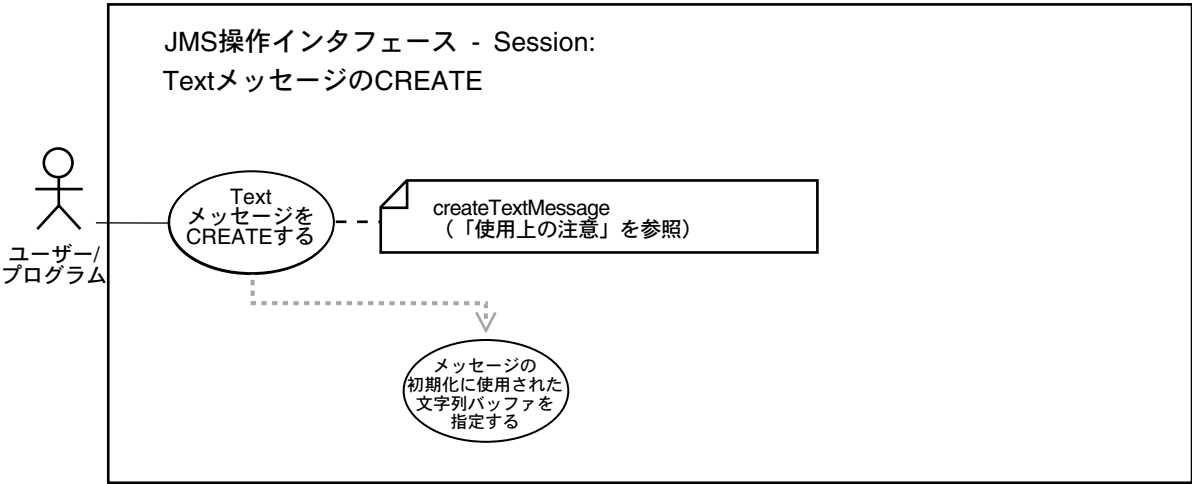 JMS操作インタフェース - Session:
TextメッセージのCREATE
ユーザー/
プログラム
Text
メッセージを
CREATEする
createTextMessage
（「使用上の注意」を参照）
メッセージの
初期化に使用された
文字列バッファを
指定する